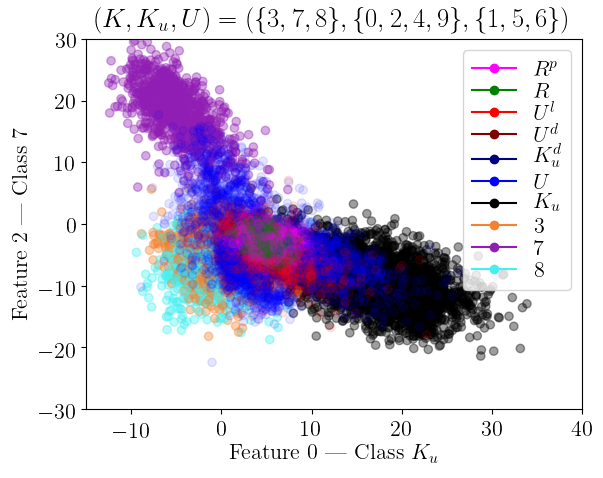 (K, K_u, U) = ({3, 7, 8}, {0, 2, 4, 9}, {1, 5, 6})
30
20
10
0
−10
−20
−30
Feature 2 — Class 7
R^p
R
U^l
U^d
K_u^d
U
K_u
3
7
8
−10
0
10
20
30
40
Feature 0 — Class K_u